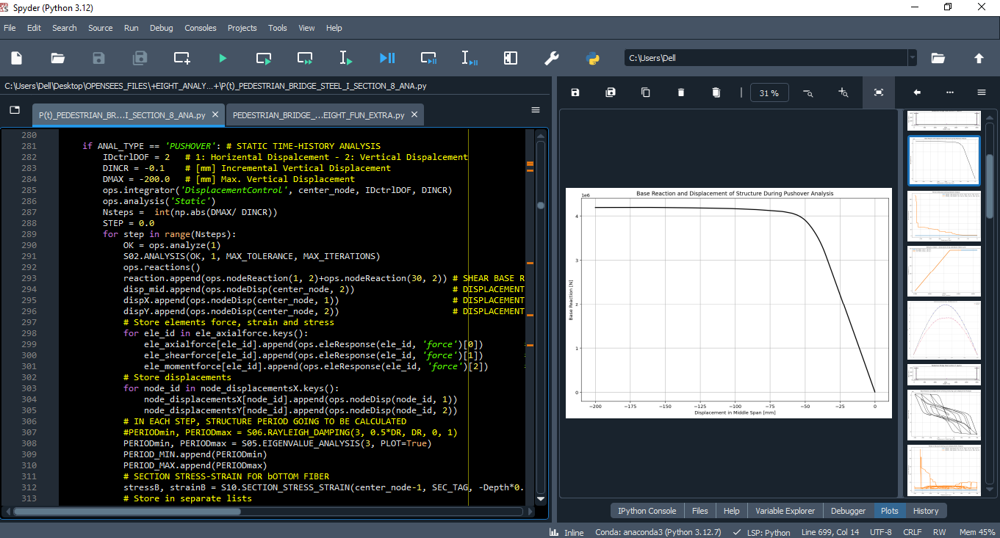 Spyder (Python 3.12)
File Edit Search Source Run Debug Consoles Projects Tools View Help
C:\Users\Dell
C:\Users\Dell\Desktop\OPENSEES_FILES\+EIGHT_ANALY...+\P(t)_PEDESTRIAN_BRIDGE_STEEL_I_SECTION_8_ANA.py
P(t)_PEDESTRIAN_BR...I_SECTION_8_ANA.py PEDESTRIAN_BRIDGE_...EIGHT_FUN_EXTRA.py
280
281 if ANAL_TYPE == 'PUSHOVER': # STATIC TIME-HISTORY ANALYSIS
282 IDctrlDOF = 2 # 1: Horizental Dispalcement - 2: Vertical Dispalcement
283 DINCR = -0.1 # [mm] Incremental Vertical Displacement
284 DMAX = -200.0 # [mm] Max. Vertical Displacement
285 ops.integrator('DisplacementControl', center_node, IDctrlDOF, DINCR)
286 ops.analysis('Static')
287 Nsteps = int(np.abs(DMAX/ DINCR))
288 STEP = 0.0
289 for step in range(Nsteps):
290 OK = ops.analyze(1)
291 S02.ANALYSIS(OK, 1, MAX_TOLERANCE, MAX_ITERATIONS)
292 ops.reactions()
293 reaction.append(ops.nodeReaction(1, 2)+ops.nodeReaction(30, 2)) # SHEAR BASE R
294 disp_mid.append(ops.nodeDisp(center_node, 2)) # DISPLACEMENT
295 dispX.append(ops.nodeDisp(center_node, 1)) # DISPLACEMENT
296 dispY.append(ops.nodeDisp(center_node, 2)) # DISPLACEMENT
297 # Store elements force, strain and stress
298 for ele_id in ele_axialforce.keys():
299 ele_axialforce[ele_id].append(ops.eleResponse(ele_id, 'force')[0])
300 ele_shearforce[ele_id].append(ops.eleResponse(ele_id, 'force')[1])
301 ele_momentforce[ele_id].append(ops.eleResponse(ele_id, 'force')[2])
302 # Store displacements
303 for node_id in node_displacementsX.keys():
304 node_displacementsX[node_id].append(ops.nodeDisp(node_id, 1))
305 node_displacementsY[node_id].append(ops.nodeDisp(node_id, 2))
306 # IN EACH STEP, STRUCTURE PERIOD GOING TO BE CALCULATED
307 #PERIODmin, PERIODmax = S06.RAYLEIGH_DAMPING(3, 0.5*DR, DR, 0, 1)
308 PERIODmin, PERIODmax = S05.EIGENVALUE_ANALYSIS(3, PLOT=True)
309 PERIOD_MIN.append(PERIODmin)
310 PERIOD_MAX.append(PERIODmax)
311 # SECTION STRESS-STRAIN FOR bOTTOM FIBER
312 stressB, strainB = S10.SECTION_STRESS_STRAIN(center_node-1, SEC_TAG, -Depth*0.
313 # Store in separate lists
31 %
Base Reaction and Displacement of Structure During Pushover Analysis
1e6
4
3
2
1
0
Base Reaction [N]
−200 −175 −150 −125 −100 −75 −50 −25 0
Displacement in Middle Span [mm]
IPython Console Files Help Variable Explorer Debugger Plots History
Inline Conda: anaconda3 (Python 3.12.7) LSP: Python Line 699, Col 14 UTF-8 CRLF RW Mem 45%